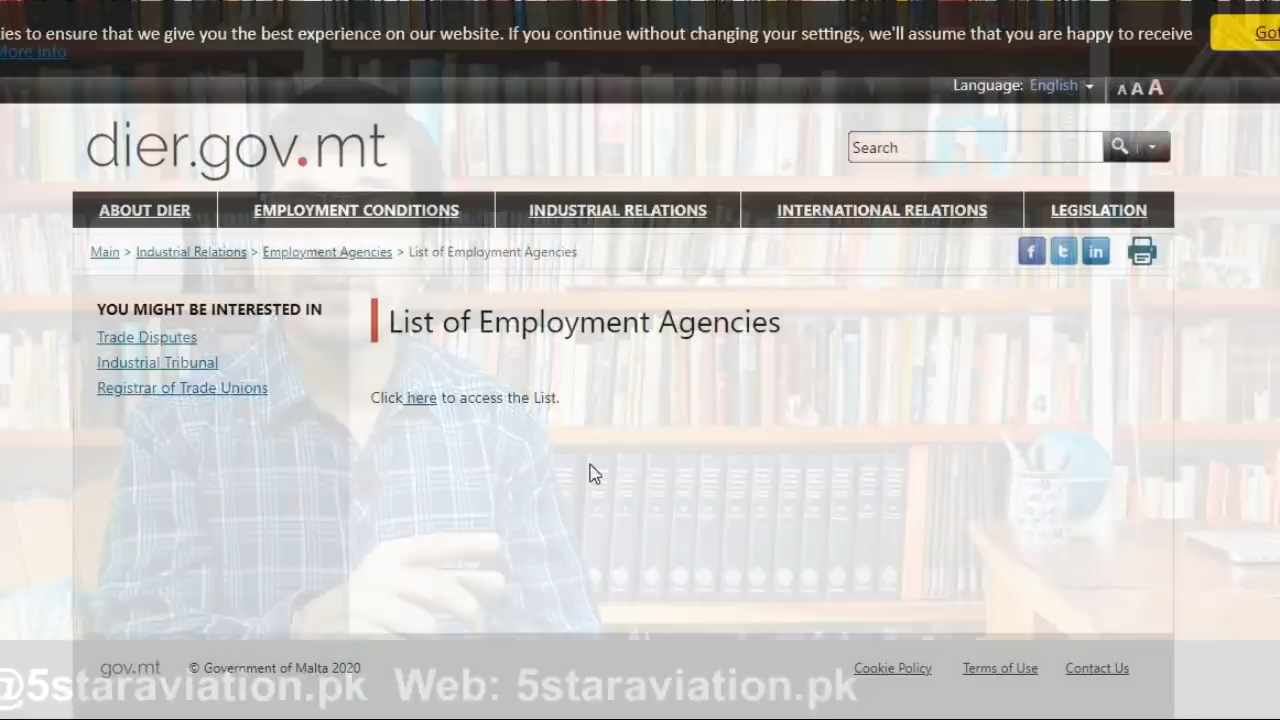 ies to ensure that we give you the best experience on our website. If you continue without changing your settings, we'll assume that you are happy to receive
Got
More info
Language: English
A A A
dier.gov.mt
Search
ABOUT DIER EMPLOYMENT CONDITIONS INDUSTRIAL RELATIONS INTERNATIONAL RELATIONS LEGISLATION
Main > Industrial Relations > Employment Agencies > List of Employment Agencies
YOU MIGHT BE INTERESTED IN
Trade Disputes
Industrial Tribunal
Registrar of Trade Unions
List of Employment Agencies
Click here to access the List.
gov.mt © Government of Malta 2020
Cookie Policy Terms of Use Contact Us
@5staraviation.pk Web: 5staraviation.pk